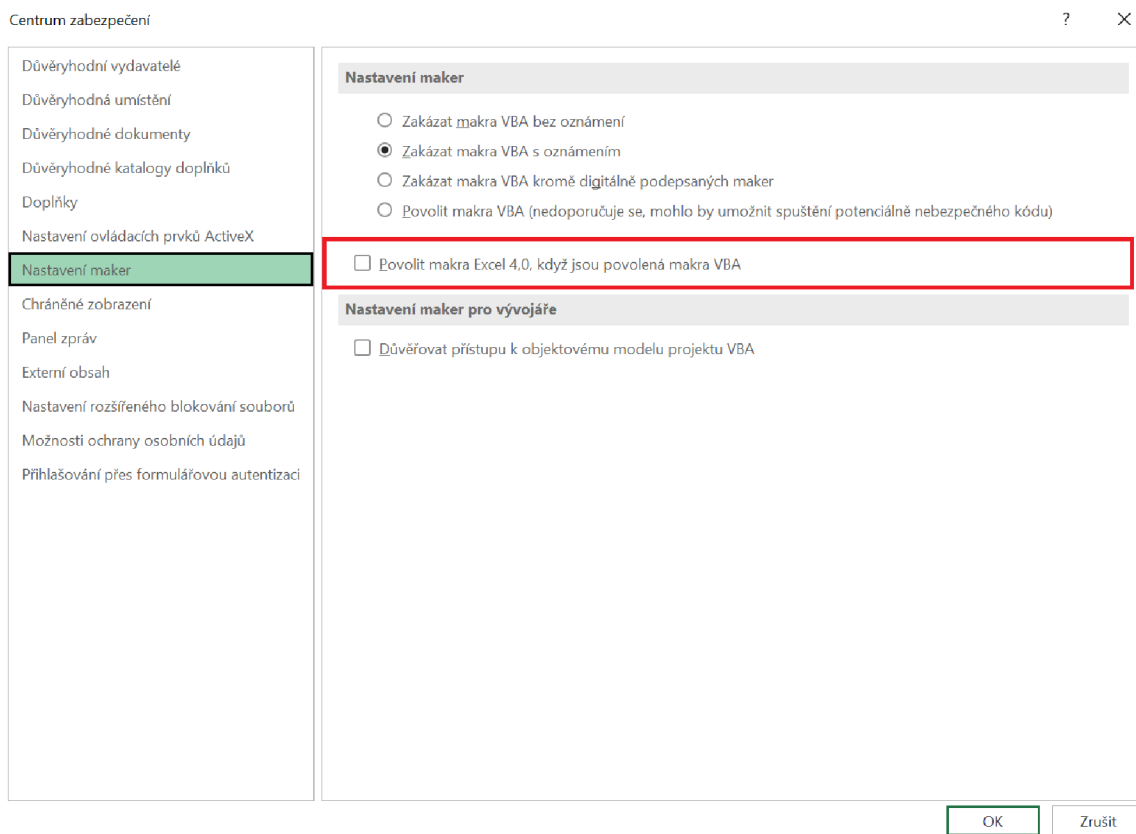 Centrum zabezpečení
?
Důvěryhodní vydavatelé
Důvěryhodná umístění
Důvěryhodné dokumenty
Důvěryhodné katalogy doplňků
Doplňky
Nastavení ovládacích prvků ActiveX
Nastavení maker
Chráněné zobrazení
Panel zpráv
Externí obsah
Nastavení rozšířeného blokování souborů
Možnosti ochrany osobních údajů
Přihlašování přes formulářovou autentizaci
Nastavení maker
Zakázat makra VBA bez oznámení
Zakázat makra VBA s oznámením
Zakázat makra VBA kromě digitálně podepsaných maker
Povolit makra VBA (nedoporučuje se, mohlo by umožnit spuštění potenciálně nebezpečného kódu)
Povolit makra Excel 4,0, když jsou povolená makra VBA
Nastavení maker pro vývojáře
Důvěřovat přístupu k objektovému modelu projektu VBA
OK
Zrušit